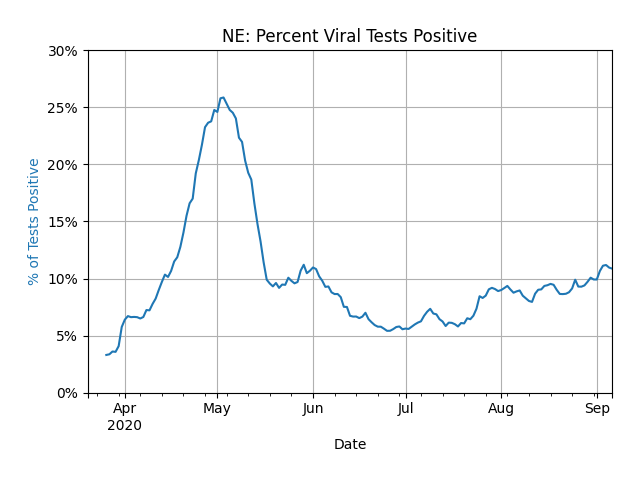 NE: Percent Viral Tests Positive
30%
25%
20%
15%
10%
5%
0%
% of Tests Positive
Apr May Jun Jul Aug Sep
2020
Date